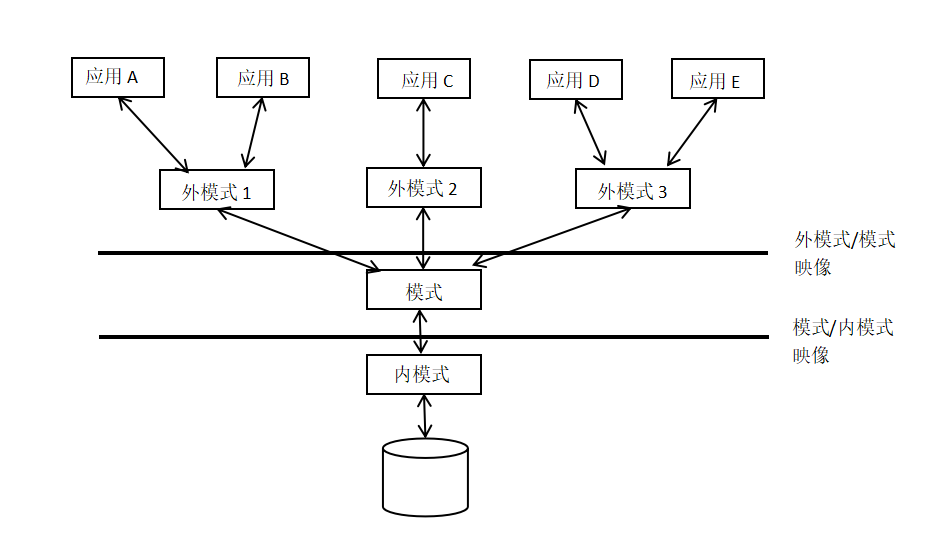 应用 A
应用 B
应用 C
应用 D
应用 E
外模式 1
外模式 2
外模式 3
外模式/模式
映像
模式
模式/内模式
映像
内模式